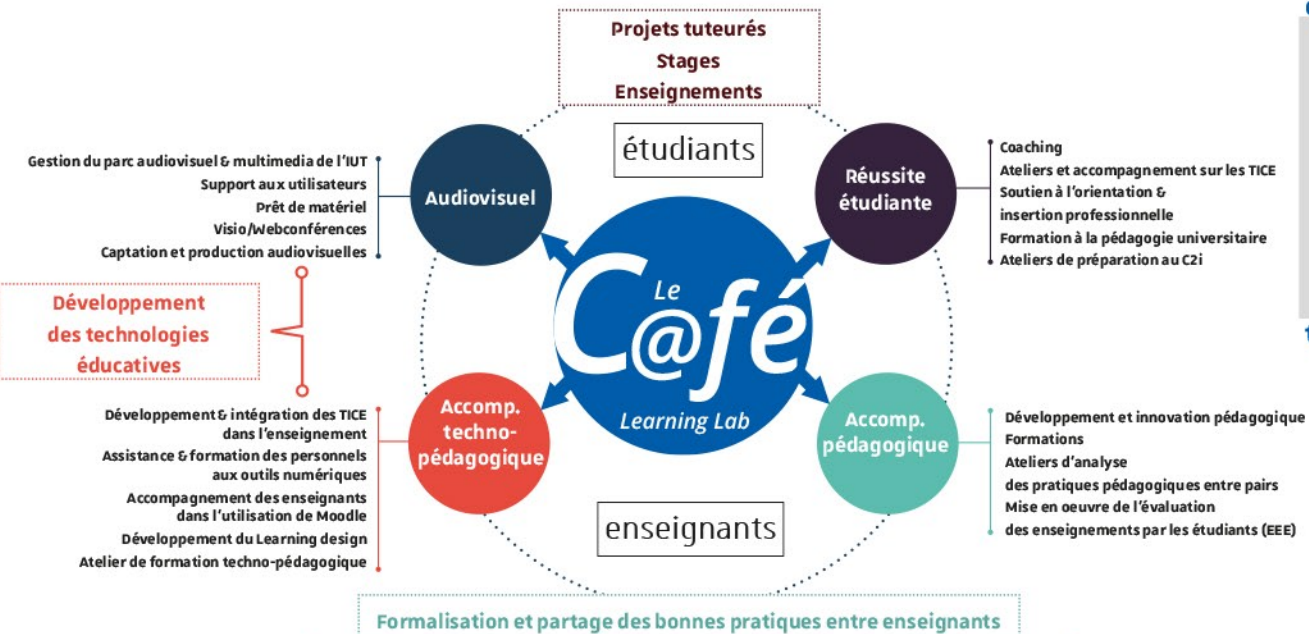 Projets tuteurés
Stages
Enseignements
étudiants
Gestion du parc audiovisuel & multimedia de l'IUT
Support aux utilisateurs
Prêt de matériel
Visio/Webconférences
Captation et production audiovisuelles
Audiovisuel
Réussite
étudiante
Coaching
Ateliers et accompagnement sur les TICE
Soutien à l'orientation &
insertion professionnelle
Formation à la pédagogie universitaire
Ateliers de préparation au C2i
Développement
des technologies
éducatives
Le
C@fé
Learning Lab
Développement & intégration des TICE
dans l'enseignement
Assistance & formation des personnels
aux outils numériques
Accompagnement des enseignants
dans l'utilisation de Moodle
Développement du Learning design
Atelier de formation techno-pédagogique
Accomp.
techno-
pédagogique
Accomp.
pédagogique
Développement et innovation pédagogique
Formations
Ateliers d'analyse
des pratiques pédagogiques entre pairs
Mise en oeuvre de l'évaluation
des enseignements par les étudiants (EEE)
enseignants
Formalisation et partage des bonnes pratiques entre enseignants